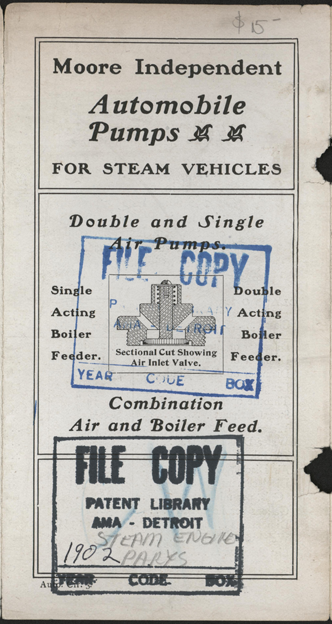 $15-
Moore Independent
Automobile
Pumps
FOR STEAM VEHICLES
Double and Single
Air Pumps.
FILE COPY
Single
Acting
Boiler
Feeder.
Double
Acting
Boiler
Feeder.
DETROIT
Sectional Cut Showing
Air Inlet Valve.
YEAR CODE BOX
Combination
Air and Boiler Feed.
FILE COPY
PATENT LIBRARY
AMA - DETROIT
STEAM ENGINE
1902 PARTS
YEAR CODE BOX